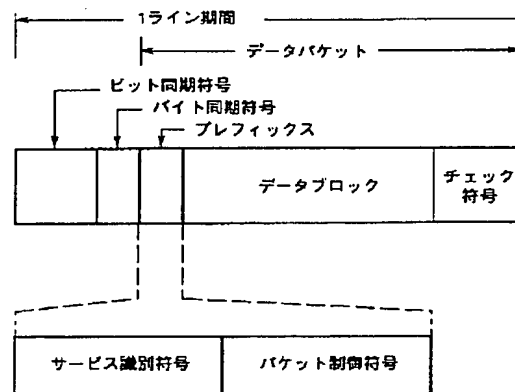 1ライン期間
データパケット
ビット同期符号
バイト同期符号
プレフィックス
データブロック
チェック
符号
サービス識別符号
パケット制御符号